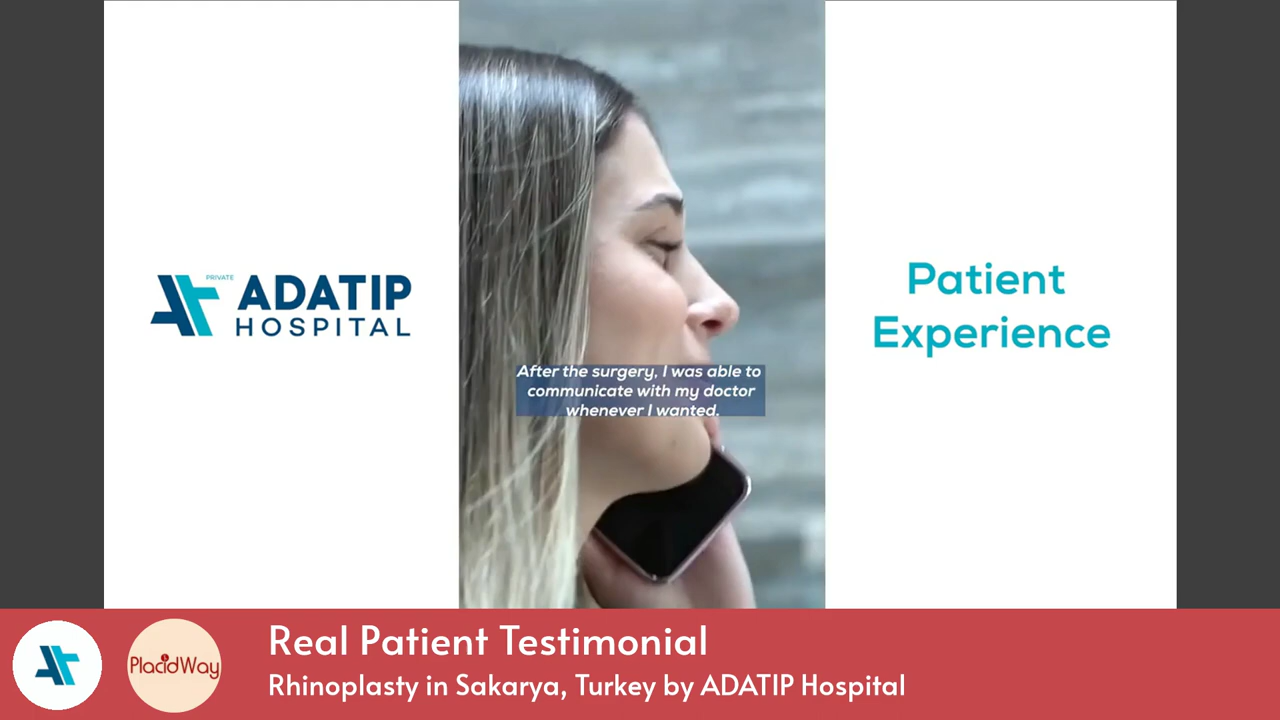 PRIVATE
ADATIP
HOSPITAL
After the surgery, I was able to
communicate with my doctor
whenever I wanted.
Patient
Experience
PlacidWay
Real Patient Testimonial
Rhinoplasty in Sakarya, Turkey by ADATIP Hospital